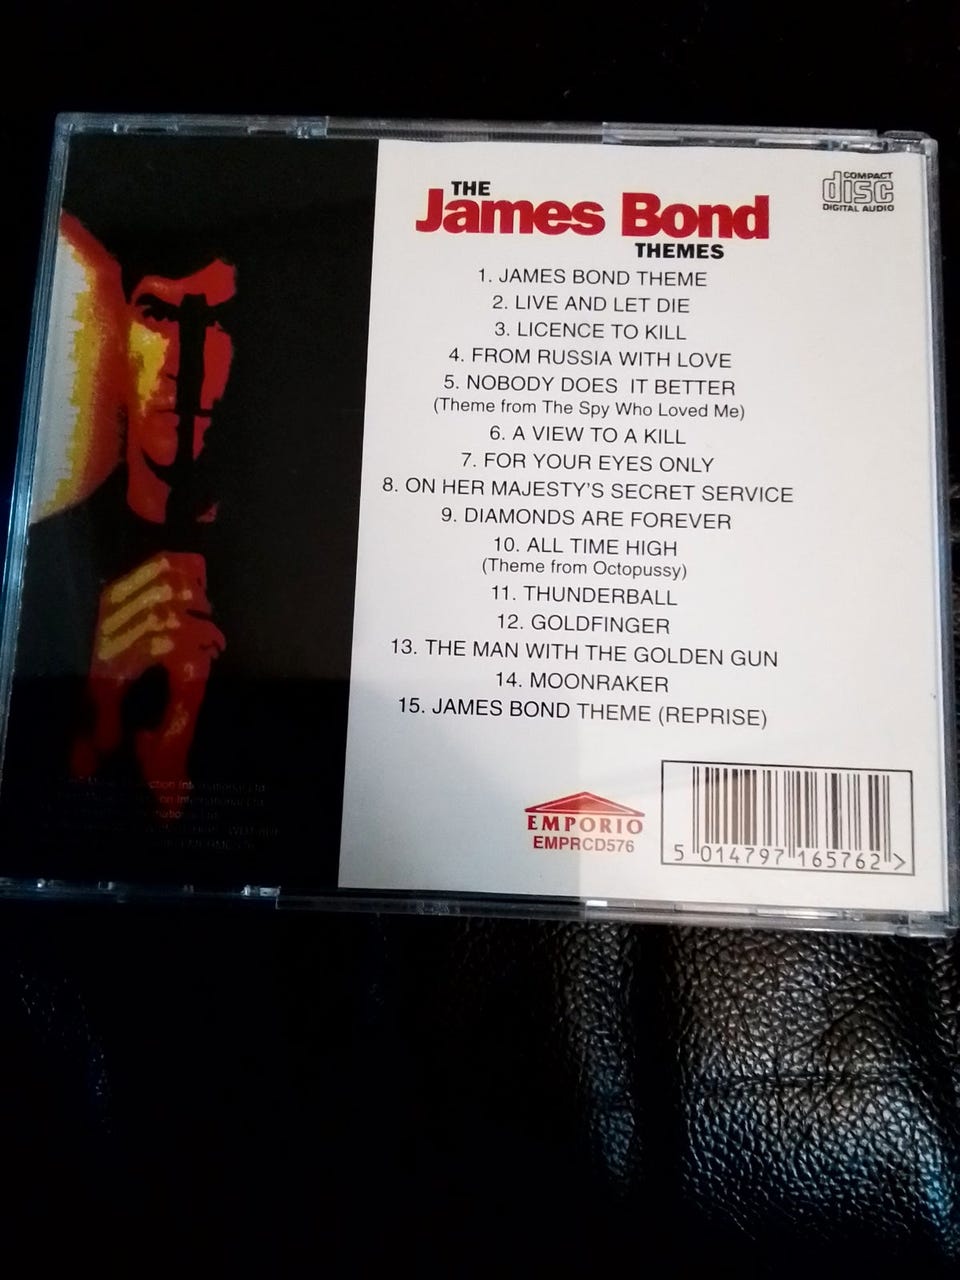 THE
James Bond
THEMES
COMPACT
disc
DIGITAL AUDIO
1. JAMES BOND THEME
2. LIVE AND LET DIE
3. LICENCE TO KILL
4. FROM RUSSIA WITH LOVE
5. NOBODY DOES IT BETTER
(Theme from The Spy Who Loved Me)
6. A VIEW TO A KILL
7. FOR YOUR EYES ONLY
8. ON HER MAJESTY'S SECRET SERVICE
9. DIAMONDS ARE FOREVER
10. ALL TIME HIGH
(Theme from Octopussy)
11. THUNDERBALL
12. GOLDFINGER
13. THE MAN WITH THE GOLDEN GUN
14. MOONRAKER
15. JAMES BOND THEME (REPRISE)
International Ltd
International Ltd
EMPORIO
EMPRCD576
5 014797 165762 >